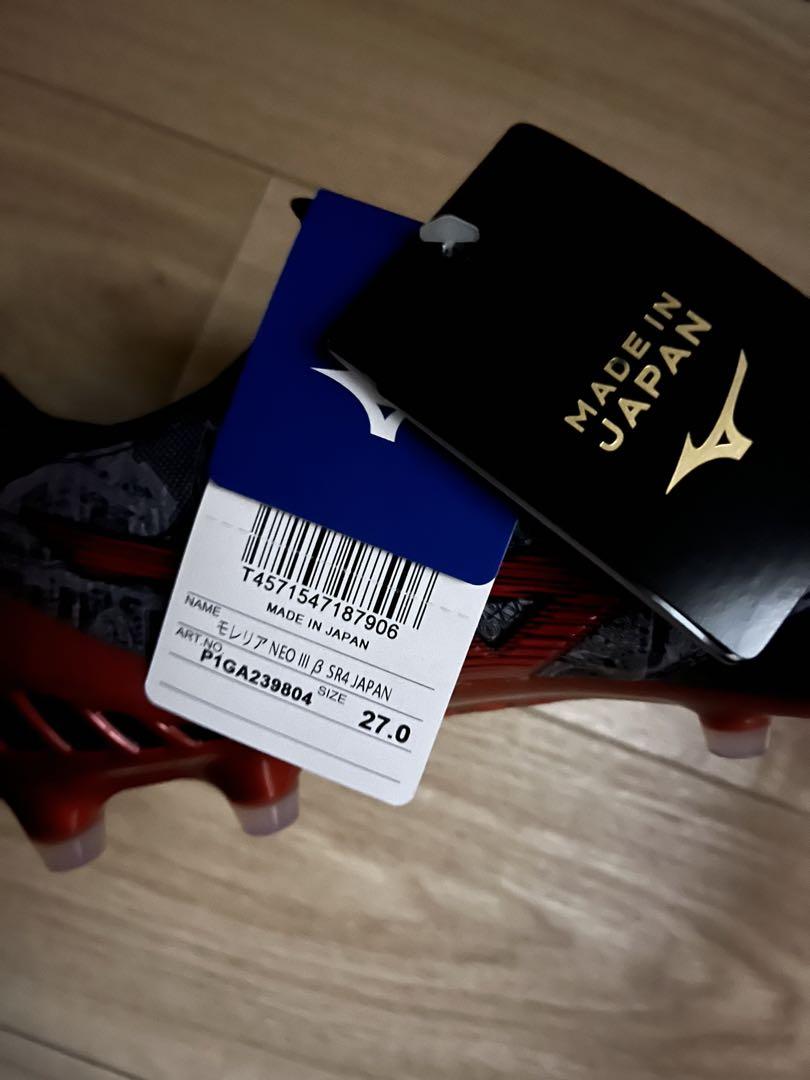 MADE IN
JAPAN
T4571547187906
MADE IN JAPAN
NAME
モレリア NEO III β SR4 JAPAN
ART.NO.
P1GA239804
SIZE
27.0